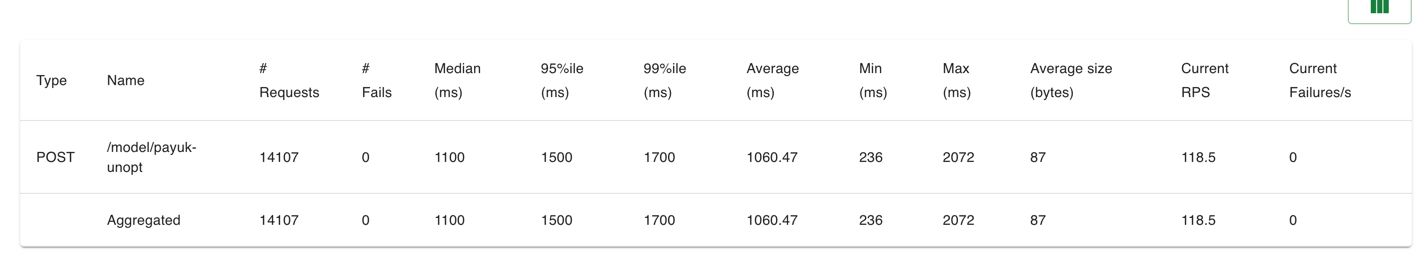 Type Name # Requests # Fails Median (ms) 95%ile (ms) 99%ile (ms) Average (ms) Min (ms) Max (ms) Average size (bytes) Current RPS Current Failures/s
POST /model/payuk-unopt 14107 0 1100 1500 1700 1060.47 236 2072 87 118.5 0
Aggregated 14107 0 1100 1500 1700 1060.47 236 2072 87 118.5 0